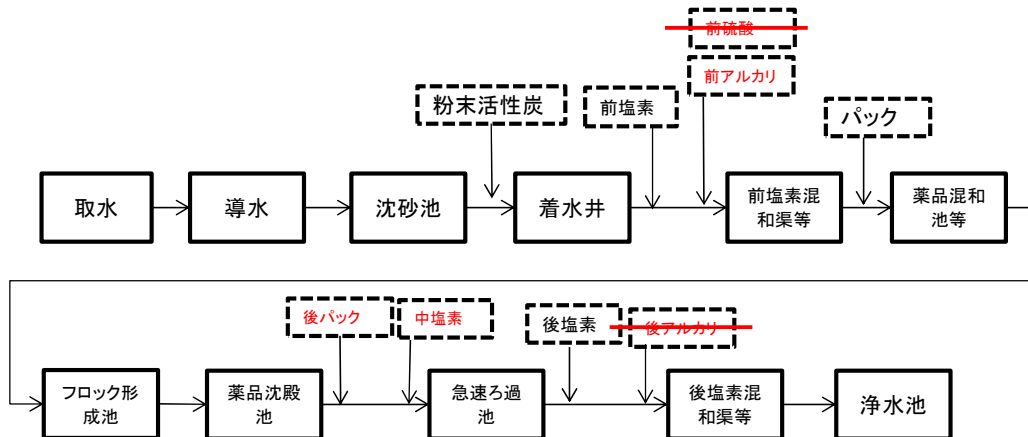 前硫酸
前アルカリ
粉末活性炭
前塩素
パック
取水
導水
沈砂池
着水井
前塩素混
和渠等
薬品混和
池等
後パック
中塩素
後塩素
後アルカリ
フロック形
成池
薬品沈殿
池
急速ろ過
池
後塩素混
和渠等
浄水池